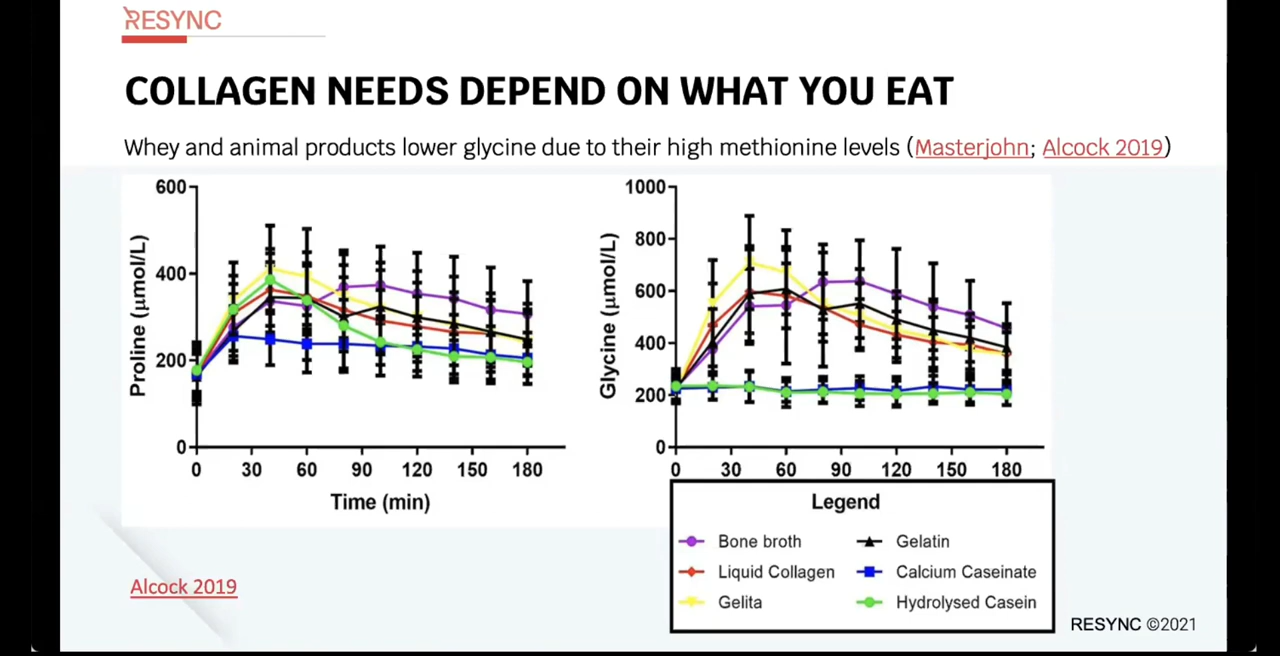 RESYNC
COLLAGEN NEEDS DEPEND ON WHAT YOU EAT
Whey and animal products lower glycine due to their high methionine levels (Masterjohn; Alcock 2019)
600
400
200
0
Proline (µmol/L)
0 30 60 90 120 150 180
Time (min)
1000
800
600
400
200
0
Glycine (µmol/L)
0 30 60 90 120 150 180
Legend
Bone broth Gelatin
Liquid Collagen Calcium Caseinate
Gelita Hydrolysed Casein
Alcock 2019
RESYNC ©2021